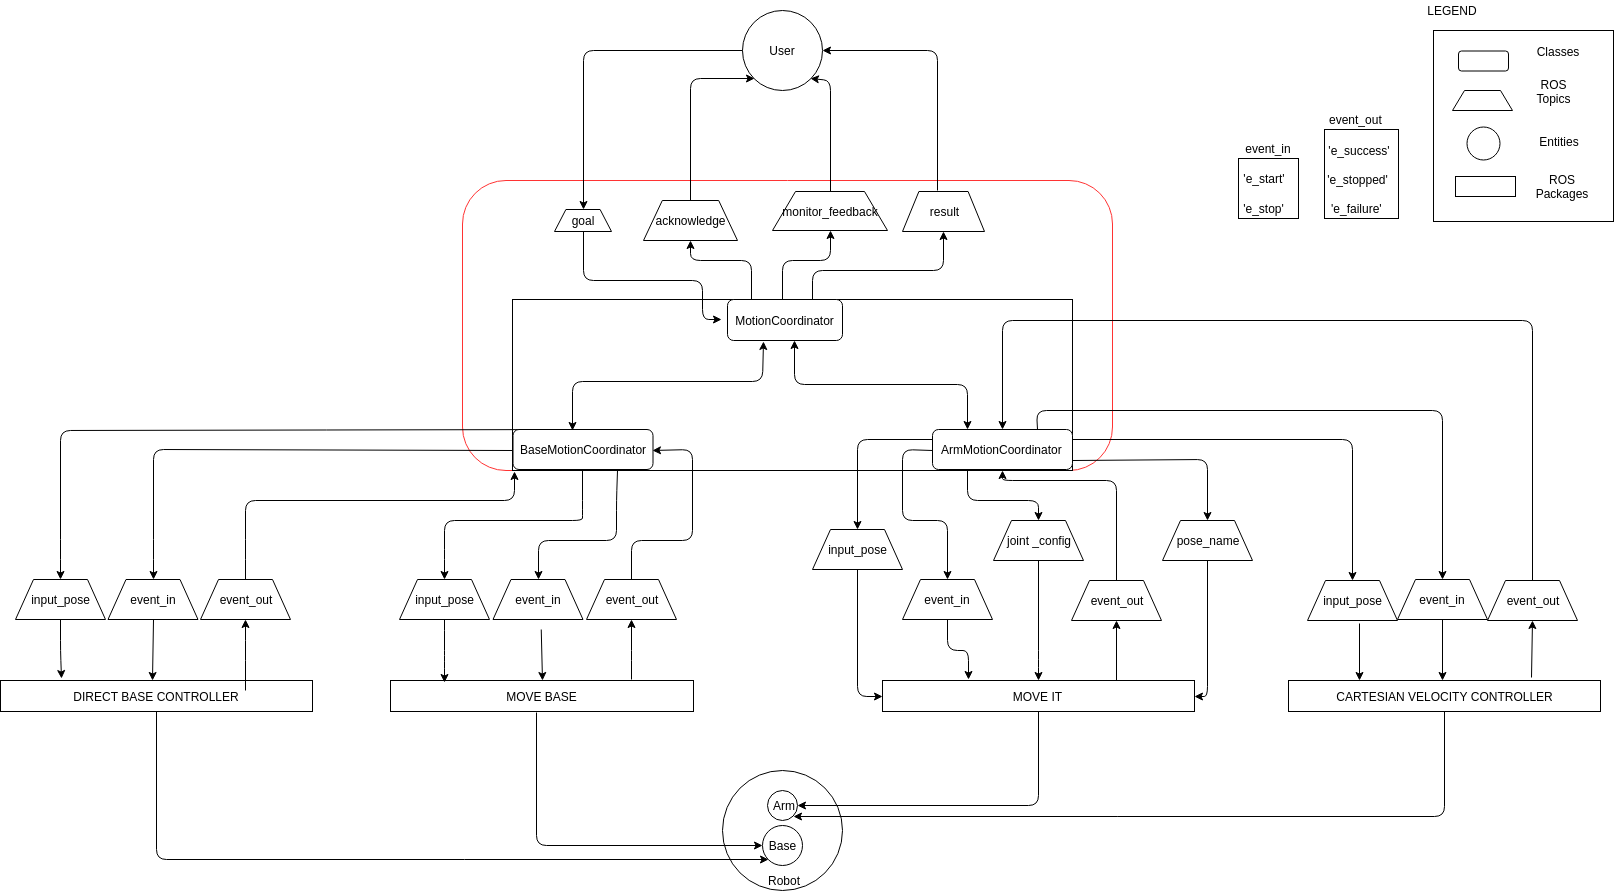 LEGEND
User
Classes
ROS
Topics
event_out
Entities
event_in
'e_success'
'e_start'
'e_stopped'
ROS
Packages
'e_stop'
'e_failure'
goal
acknowledge
monitor_feedback
result
MotionCoordinator
BaseMotionCoordinator
ArmMotionCoordinator
input_pose
joint _config
pose_name
input_pose
event_in
event_out
input_pose
event_in
event_out
event_in
event_out
input_pose
event_in
event_out
DIRECT BASE CONTROLLER
MOVE BASE
MOVE IT
CARTESIAN VELOCITY CONTROLLER
Arm
Base
Robot